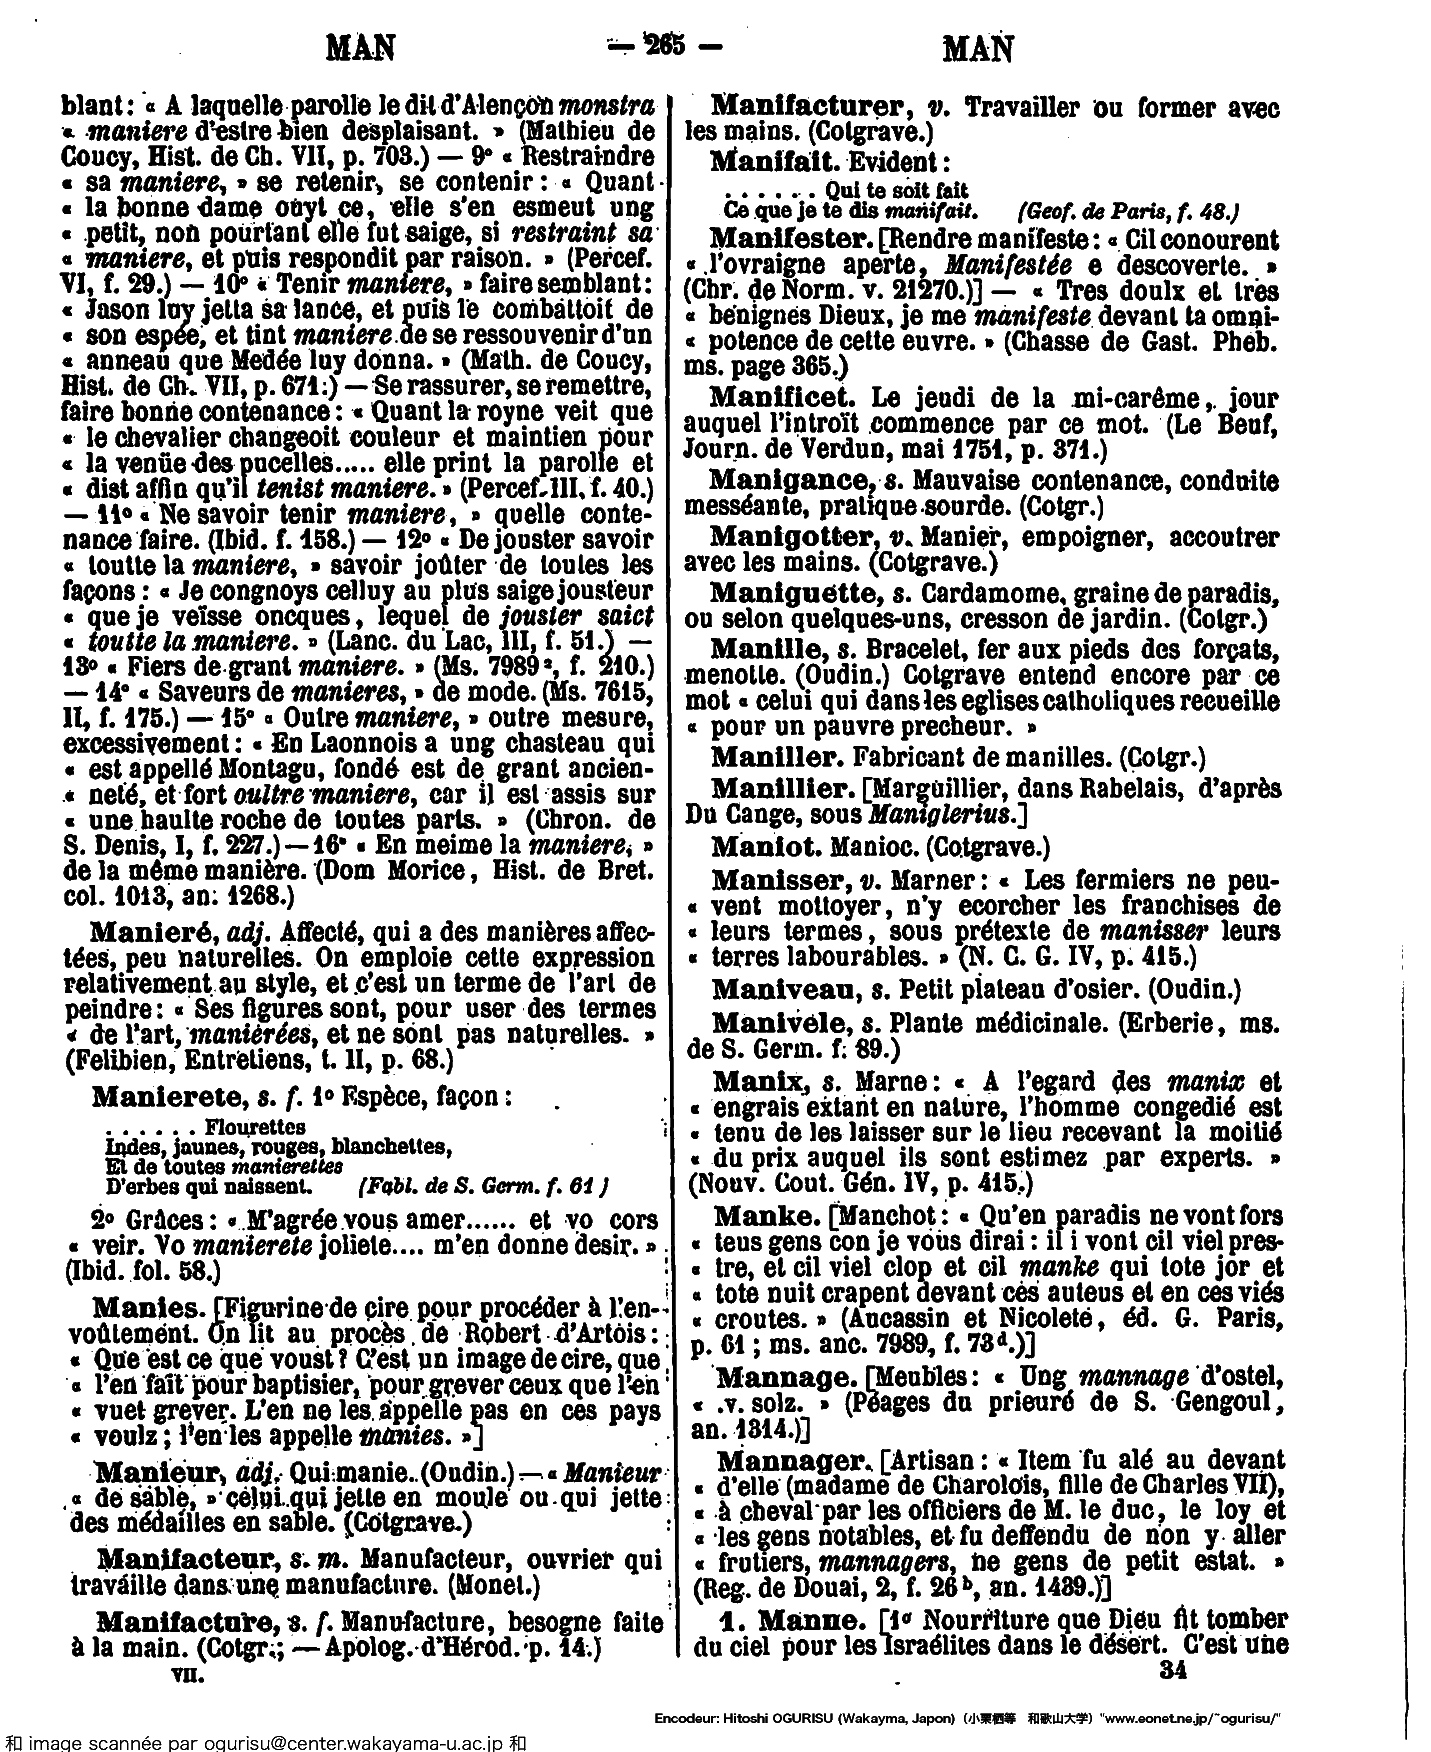 MAN — 265 — MAN
blant : « A laquelle parolle le dit d'Alençon monstra
« maniere d'estre bien desplaisant. » (Mathieu de
Coucy, Hist. de Ch. VII, p. 703.) — 9° « Restraindre
« sa maniere, » se retenir, se contenir : « Quant
« la bonne dame ouyt ce, elle s'en esmeut ung
« petit, non pourtant elle fut saige, si restraint sa
« maniere, et puis respondit par raison. » (Percef.
VI, f. 29.) — 10° « Tenir maniere, » faire semblant :
« Jason luy jetta sa lance, et puis le combattoit de
« son espée, et tint maniere de se ressouvenir d'un
« anneau que Medée luy donna. » (Math. de Coucy,
Hist. de Ch. VII, p. 671.) — Se rassurer, se remettre,
faire bonne contenance : « Quant la royne veit que
« le chevalier changeoit couleur et maintien pour
« la venüe des pucelles..... elle print la parolle et
« dist affin qu'il tenist maniere. » (Percef. III, f. 40.)
— 11° « Ne savoir tenir maniere, » quelle conte-
nance faire. (Ibid. f. 158.) — 12° « De jouster savoir
« toutte la maniere, » savoir joûter de toutes les
façons : « Je congnoys celluy au plus saige jousteur
« que je veïsse oncques, lequel de jouster saict
« toutte la maniere. » (Lanc. du Lac, III, f. 51.) —
13° « Fiers de grant maniere. » (Ms. 7989², f. 210.)
— 14° « Saveurs de manieres, » de mode. (Ms. 7615,
II, f. 175.) — 15° « Outre maniere, » outre mesure,
excessivement : « En Laonnois a ung chasteau qui
« est appellé Montagu, fondé est de grant ancien-
« neté, et fort oultre maniere, car il est assis sur
« une haulte roche de toutes parts. » (Chron. de
S. Denis, I, f. 227.) — 16° « En meime la maniere, »
de la même manière. (Dom Morice, Hist. de Bret.
col. 1013, an. 1268.)
Manieré, adj. Affecté, qui a des manières affec-
tées, peu naturelles. On emploie cette expression
relativement au style, et c'est un terme de l'art de
peindre : « Ses figures sont, pour user des termes
« de l'art, maniérées, et ne sont pas naturelles. »
(Felibien, Entretiens, t. II, p. 68.)
Manierete, s. f. 1° Espèce, façon :
. . . . . . Flourettes
Indes, jaunes, rouges, blanchettes,
Et de toutes manierettes
D'erbes qui naissent. (Fabl. de S. Germ. f. 61)
2° Grâces : « M'agrée vous amer...... et vo cors
« veir. Vo manierete joliete.... m'en donne desir. »
(Ibid. fol. 58.)
Manies. [Figurine de cire pour procéder à l'en-
voûtement. On lit au procès de Robert d'Artois :
« Que est ce que voust ? C'est un image de cire, que
« l'en fait pour baptisier, pour grever ceux que l'en
« vuet grever. L'en ne les appelle pas en ces pays
« voulz ; l'en les appelle manies. »]
Manieur, adj. Qui manie. (Oudin.) — « Manieur
« de sable, » celui qui jette en moule ou qui jette
des médailles en sable. (Cotgrave.)
Manifacteur, s. m. Manufacteur, ouvrier qui
travaille dans une manufacture. (Monet.)
Manifacture, s. f. Manufacture, besogne faite
à la main. (Cotgr.; — Apolog. d'Hérod. p. 14.)
VII.
Manifacturer, v. Travailler ou former avec
les mains. (Cotgrave.)
Manifait. Evident :
. . . . . . Qui te soit fait
Ce que je te dis manifait. (Geof. de Paris, f. 48.)
Manifester. [Rendre manifeste : « Cil conourent
« l'ovraigne aperte, Manifestée e descoverte. »
(Chr. de Norm. v. 21270.)] — « Tres doulx et tres
« benignes Dieux, je me manifeste devant ta omni-
« potence de cette euvre. » (Chasse de Gast. Pheb.
ms. page 365.)
Manificet. Le jeudi de la mi-carême, jour
auquel l'introït commence par ce mot. (Le Beuf,
Journ. de Verdun, mai 1751, p. 371.)
Manigance, s. Mauvaise contenance, conduite
messéante, pratique sourde. (Cotgr.)
Manigotter, v. Manier, empoigner, accoutrer
avec les mains. (Cotgrave.)
Maniguette, s. Cardamome, graine de paradis,
ou selon quelques-uns, cresson de jardin. (Cotgr.)
Manille, s. Bracelet, fer aux pieds des forçats,
menotte. (Oudin.) Cotgrave entend encore par ce
mot « celui qui dans les eglises catholiques recueille
« pour un pauvre precheur. »
Maniller. Fabricant de manilles. (Cotgr.)
Manillier. [Marguillier, dans Rabelais, d'après
Du Cange, sous Maniglerius.]
Maniot. Manioc. (Cotgrave.)
Manisser, v. Marner : « Les fermiers ne peu-
« vent mottoyer, n'y ecorcher les franchises de
« leurs termes, sous prétexte de manisser leurs
« terres labourables. » (N. C. G. IV, p. 415.)
Maniveau, s. Petit plateau d'osier. (Oudin.)
Manivele, s. Plante médicinale. (Erberie, ms.
de S. Germ. f. 89.)
Manix, s. Marne : « A l'egard des manix et
« engrais extant en nature, l'homme congedié est
« tenu de les laisser sur le lieu recevant la moitié
« du prix auquel ils sont estimez par experts. »
(Nouv. Cout. Gén. IV, p. 415.)
Manke. [Manchot : « Qu'en paradis ne vont fors
« teus gens con je vous dirai : il i vont cil viel pres-
« tre, et cil viel clop et cil manke qui tote jor et
« tote nuit crapent devant ces auteus et en ces viés
« croutes. » (Aucassin et Nicolete, éd. G. Paris,
p. 61 ; ms. anc. 7989, f. 73ᵈ.)]
Mannage. [Meubles : « Ung mannage d'ostel,
« .v. solz. » (Péages du prieuré de S. Gengoul,
an. 1314.)]
Mannager. [Artisan : « Item fu alé au devant
« d'elle (madame de Charolois, fille de Charles VII),
« à cheval par les officiers de M. le duc, le loy et
« les gens notables, et fu deffendu de non y aller
« frutiers, mannagers, ne gens de petit estat. »
(Reg. de Douai, 2, f. 26ᵇ, an. 1439.)]
1. Manne. [1° Nourriture que Dieu fit tomber
du ciel pour les Israélites dans le désert. C'est une
34
Encodeur: Hitoshi OGURISU (Wakayma, Japon) (小栗栖等 和歌山大学) "www.eonet.ne.jp/~ogurisu/"
和 image scannée par ogurisu@center.wakayama-u.ac.jp 和